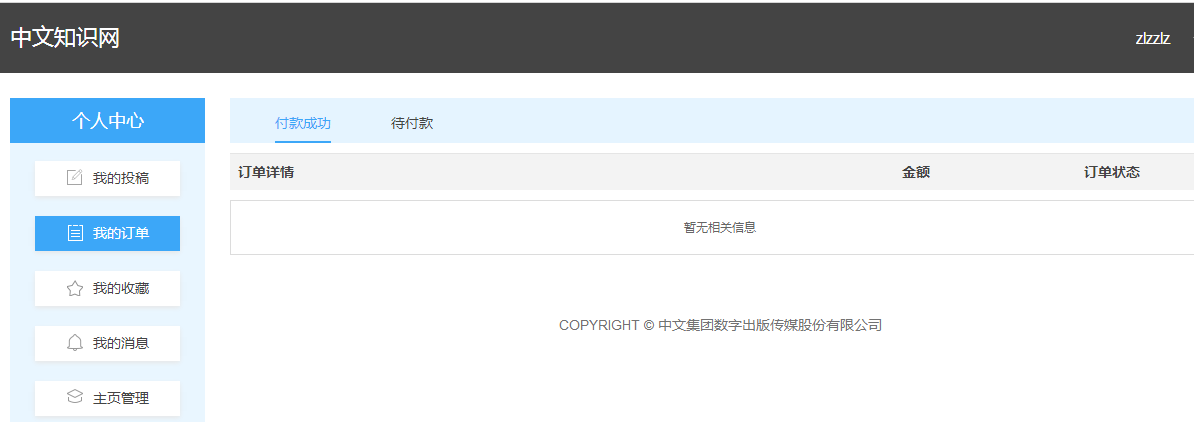 中文知识网
zlzzlz
个人中心
付款成功 待付款
订单详情 金额 订单状态
我的投稿
我的订单
暂无相关信息
我的收藏
我的消息
主页管理
COPYRIGHT © 中文集团数字出版传媒股份有限公司